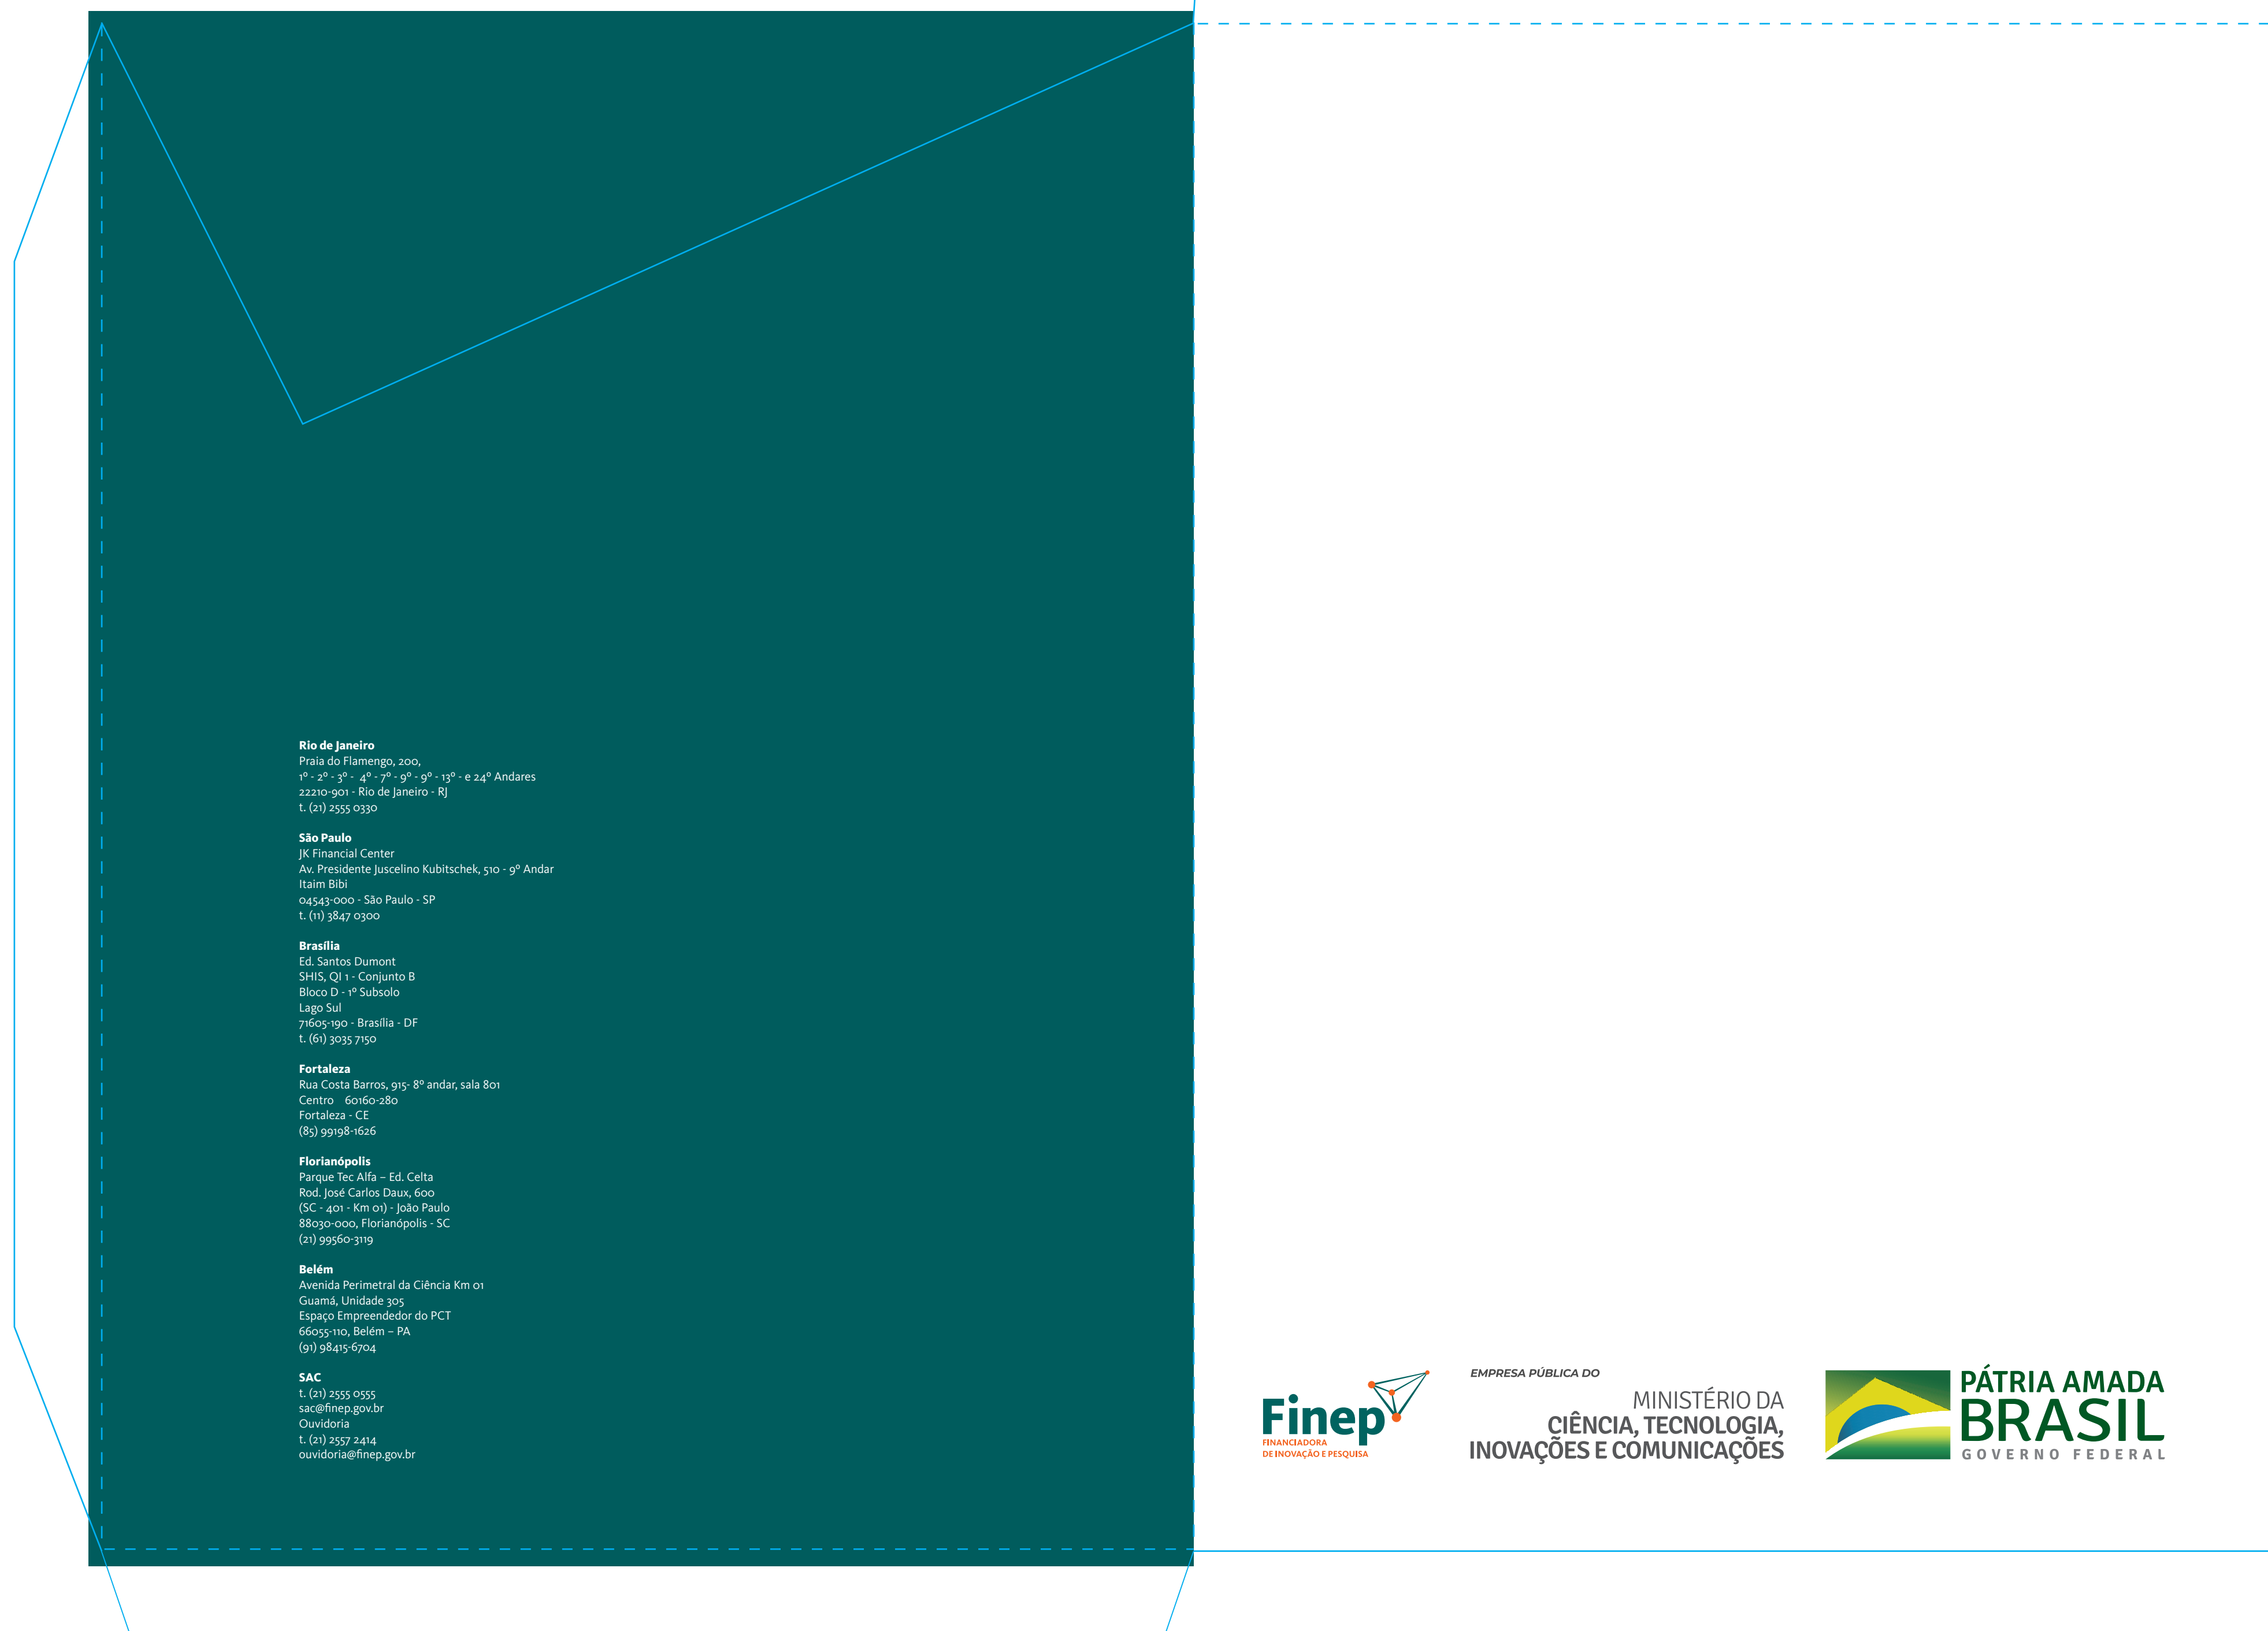 Rio de Janeiro
Praia do Flamengo, 200,
1º - 2º - 3º - 4º - 7º - 9º - 9º - 13º - e 24º Andares
22210-901 - Rio de Janeiro - RJ
t. (21) 2555 0330
São Paulo
JK Financial Center
Av. Presidente Juscelino Kubitschek, 510 - 9º Andar
Itaim Bibi
04543-000 - São Paulo - SP
t. (11) 3847 0300
Brasília
Ed. Santos Dumont
SHIS, QI 1 - Conjunto B
Bloco D - 1º Subsolo
Lago Sul
71605-190 - Brasília - DF
t. (61) 3035 7150
Fortaleza
Rua Costa Barros, 915- 8º andar, sala 801
Centro 60160-280
Fortaleza - CE
(85) 99198-1626
Florianópolis
Parque Tec Alfa – Ed. Celta
Rod. José Carlos Daux, 600
(SC - 401 - Km 01) - João Paulo
88030-000, Florianópolis - SC
(21) 99560-3119
Belém
Avenida Perimetral da Ciência Km 01
Guamá, Unidade 305
Espaço Empreendedor do PCT
66055-110, Belém – PA
(91) 98415-6704
SAC
t. (21) 2555 0555
sac@finep.gov.br
Ouvidoria
t. (21) 2557 2414
ouvidoria@finep.gov.br
Finep
FINANCIADORA
DE INOVAÇÃO E PESQUISA
EMPRESA PÚBLICA DO
MINISTÉRIO DA
CIÊNCIA, TECNOLOGIA,
INOVAÇÕES E COMUNICAÇÕES
PÁTRIA AMADA
BRASIL
GOVERNO FEDERAL